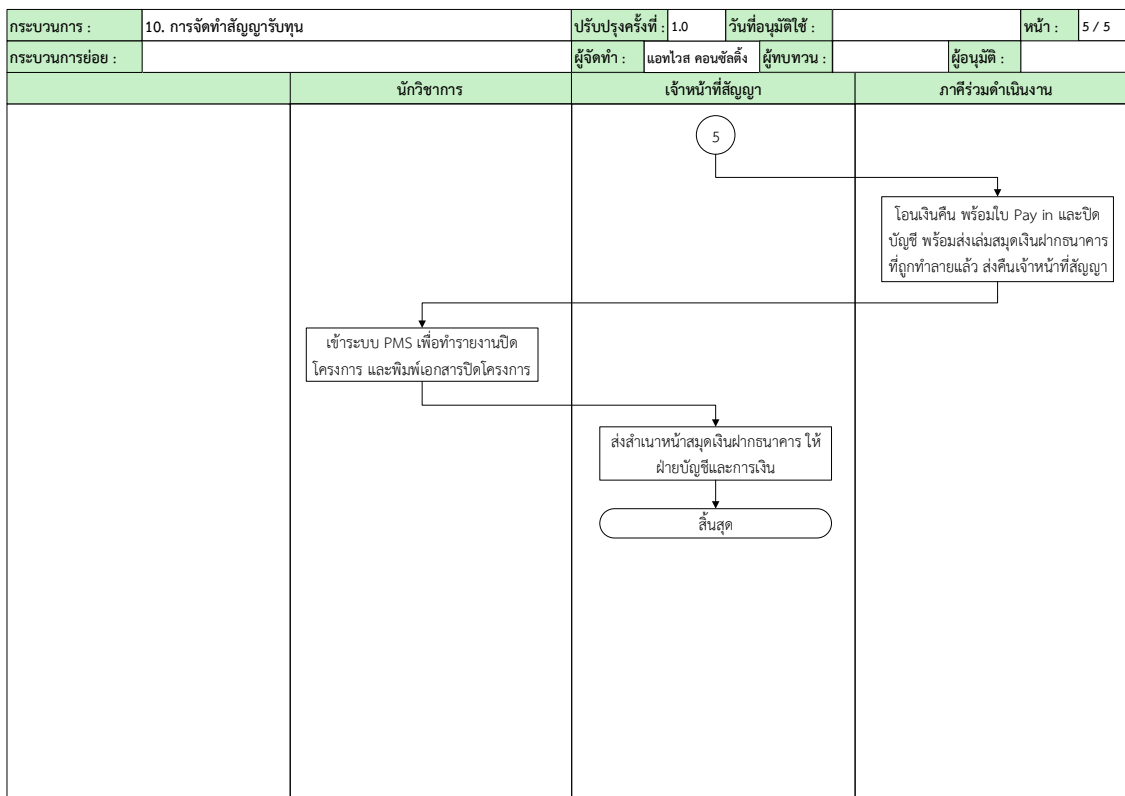 กระบวนการ : 10. การจัดทำสัญญารับทุน ปรับปรุงครั้งที่ : 1.0 วันที่อนุมัติใช้ : หน้า : 5 / 5
กระบวนการย่อย : ผู้จัดทำ : แอทไวส คอนซัลติ้ง ผู้ทบทวน : ผู้อนุมัติ :
นักวิชาการ เจ้าหน้าที่สัญญา ภาคีร่วมดำเนินงาน
5
โอนเงินคืน พร้อมใบ Pay in และปิด
บัญชี พร้อมส่งเล่มสมุดเงินฝากธนาคาร
ที่ถูกทำลายแล้ว ส่งคืนเจ้าหน้าที่สัญญา
เข้าระบบ PMS เพื่อทำรายงานปิด
โครงการ และพิมพ์เอกสารปิดโครงการ
ส่งสำเนาหน้าสมุดเงินฝากธนาคาร ให้
ฝ่ายบัญชีและการเงิน
สิ้นสุด